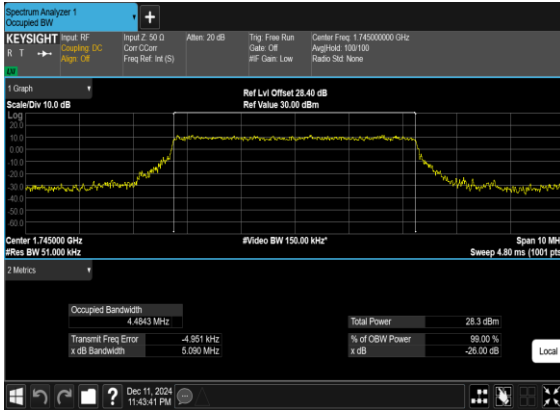 Spectrum Analyzer 1
Occupied BW
+
KEYSIGHT
R T
LXI
Input: RF
Coupling: DC
Align: Off
Input Z: 50 Ω
Corr CCorr
Freq Ref: Int (S)
Atten: 20 dB
Trig: Free Run
Gate: Off
#IF Gain: Low
Center Freq: 1.745000000 GHz
Avg|Hold: 100/100
Radio Std: None
1 Graph
Scale/Div 10.0 dB
Ref Lvl Offset 28.40 dB
Ref Value 30.00 dBm
Log
20.0
10.0
0.00
-10.0
-20.0
-30.0
-40.0
-50.0
-60.0
Center 1.745000 GHz
#Res BW 51.000 kHz
#Video BW 150.00 kHz*
Span 10 MH
Sweep 4.80 ms (1001 pts
2 Metrics
Occupied Bandwidth
4.4843 MHz
Transmit Freq Error -4.951 kHz
x dB Bandwidth 5.090 MHz
Total Power 28.3 dBm
% of OBW Power 99.00 %
x dB -26.00 dB
Local
?
Dec 11, 2024
11:43:41 PM